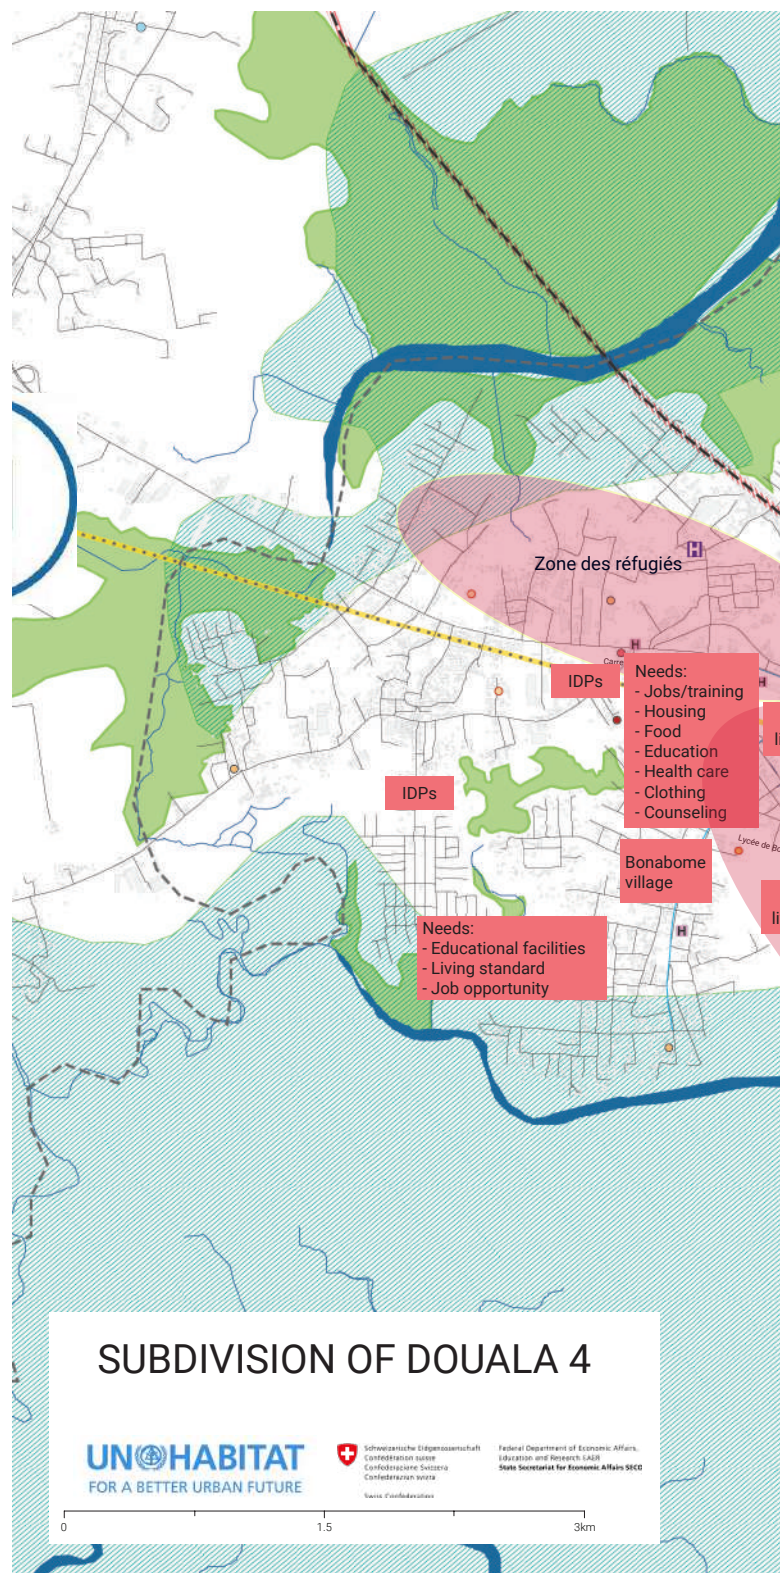 Zone des réfugiés
H
H
H
IDPs
Needs:
- Jobs/training
- Housing
- Food
- Education
- Health care
- Clothing
- Counseling
IDPs
Bonabome
village
H
Needs:
- Educational facilities
- Living standard
- Job opportunity
SUBDIVISION OF DOUALA 4
UN HABITAT
FOR A BETTER URBAN FUTURE
Schweizerische Eidgenossenschaft
Confédération suisse
Confederazione Svizzera
Confederaziun svizra
Swiss Confederation
Federal Department of Economic Affairs,
Education and Research EAER
State Secretariat for Economic Affairs SECO
0
1.5
3km